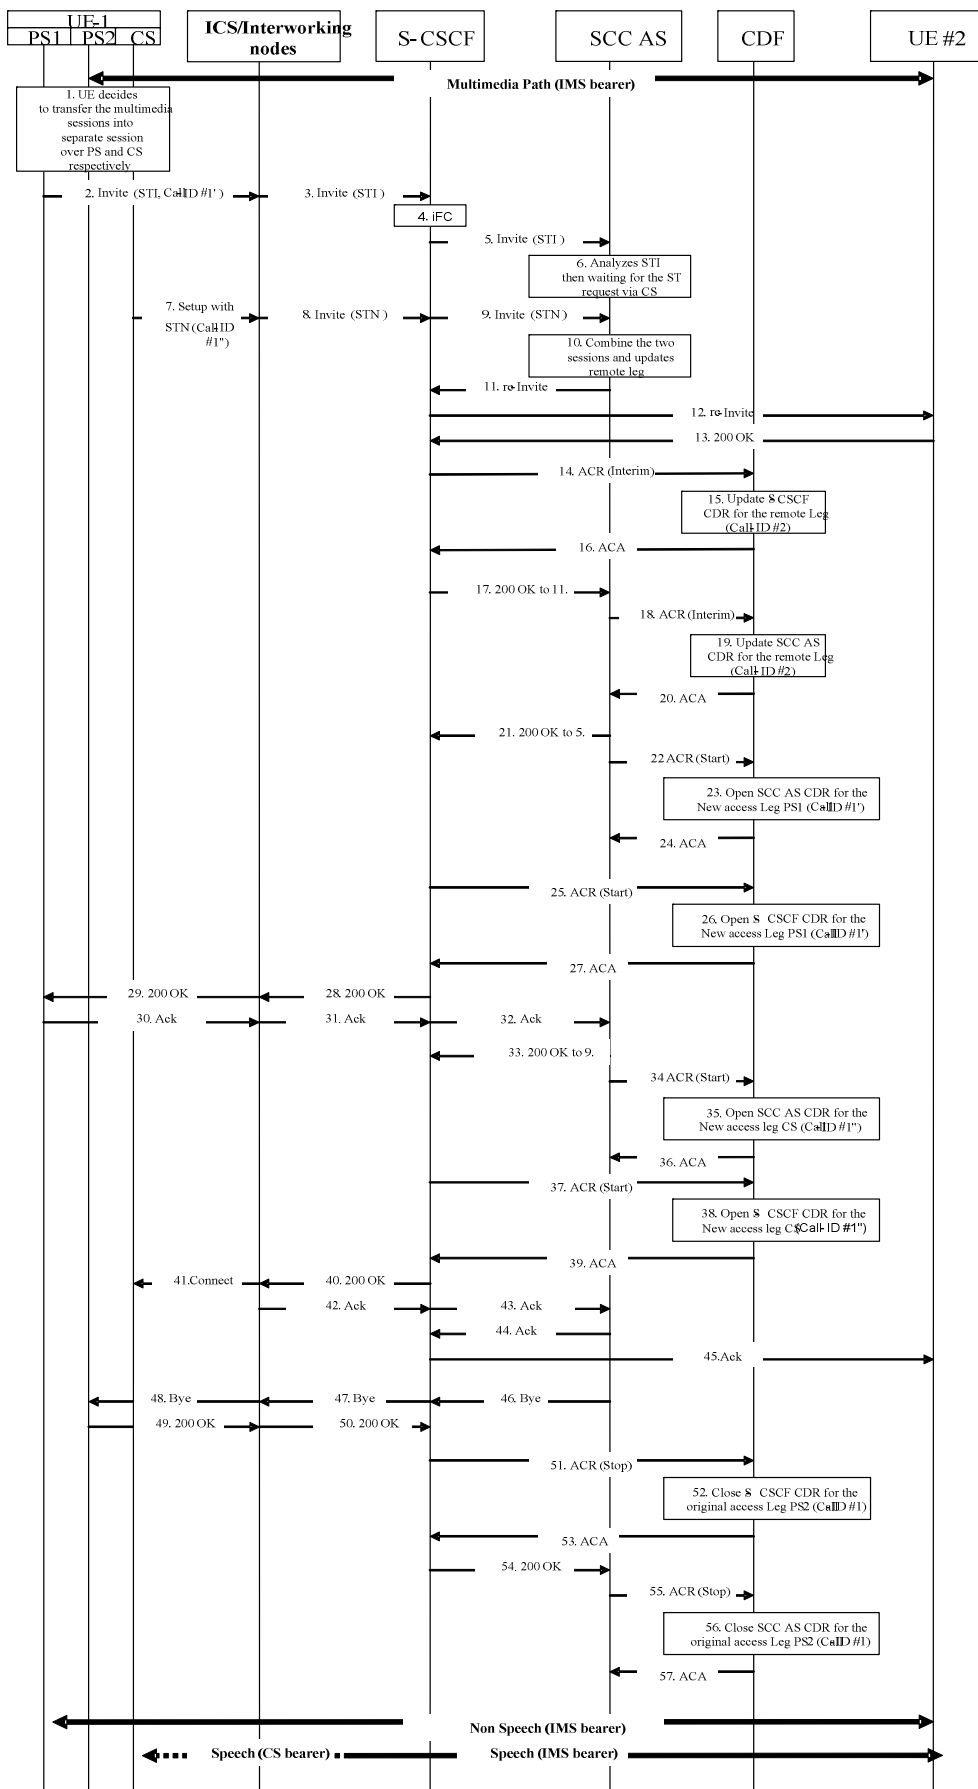 UE-1
PS1 PS2 CS
ICS/Interworking
nodes
S-CSCF
SCC AS
CDF
UE #2
Multimedia Path (IMS bearer)
1. UE decides
to transfer the multimedia
sessions into
separate session
over PS and CS
respectively
2. Invite (STI, Call-ID #1')
3. Invite (STI)
4. iFC
5. Invite (STI )
6. Analyzes STI
then waiting for the ST
request via CS
7. Setup with
STN (Call-ID
#1'')
8. Invite (STN )
9. Invite (STN )
10. Combine the two
sessions and updates
remote leg
11. re-Invite
12. re-Invite
13. 200 OK
14. ACR (Interim)
15. Update S-CSCF
CDR for the remote Leg
(Call-ID #2)
16. ACA
17. 200 OK to 11.
18. ACR (Interim)
19. Update SCC AS
CDR for the remote Leg
(Call-ID #2)
20. ACA
21. 200 OK to 5.
22 ACR (Start)
23. Open SCC AS CDR for the
New access Leg PS1 (Call-ID #1')
24. ACA
25. ACR (Start)
26. Open S- CSCF CDR for the
New access Leg PS1 (Call-ID #1')
27. ACA
28. 200 OK
29. 200 OK
30. Ack
31. Ack
32. Ack
33. 200 OK to 9.
34 ACR (Start)
35. Open SCC AS CDR for the
New access leg CS (Call-ID #1'')
36. ACA
37. ACR (Start)
38. Open S- CSCF CDR for the
New access leg CS (Call-ID #1'')
39. ACA
40. 200 OK
41.Connect
42. Ack
43. Ack
44. Ack
45.Ack
46. Bye
47. Bye
48. Bye
49. 200 OK
50. 200 OK
51. ACR (Stop)
52. Close S- CSCF CDR for the
original access Leg PS2 (Call-ID #1)
53. ACA
54. 200 OK
55. ACR (Stop)
56. Close SCC AS CDR for the
original access Leg PS2 (Call-ID #1)
57. ACA
Non Speech (IMS bearer)
Speech (CS bearer)
Speech (IMS bearer)